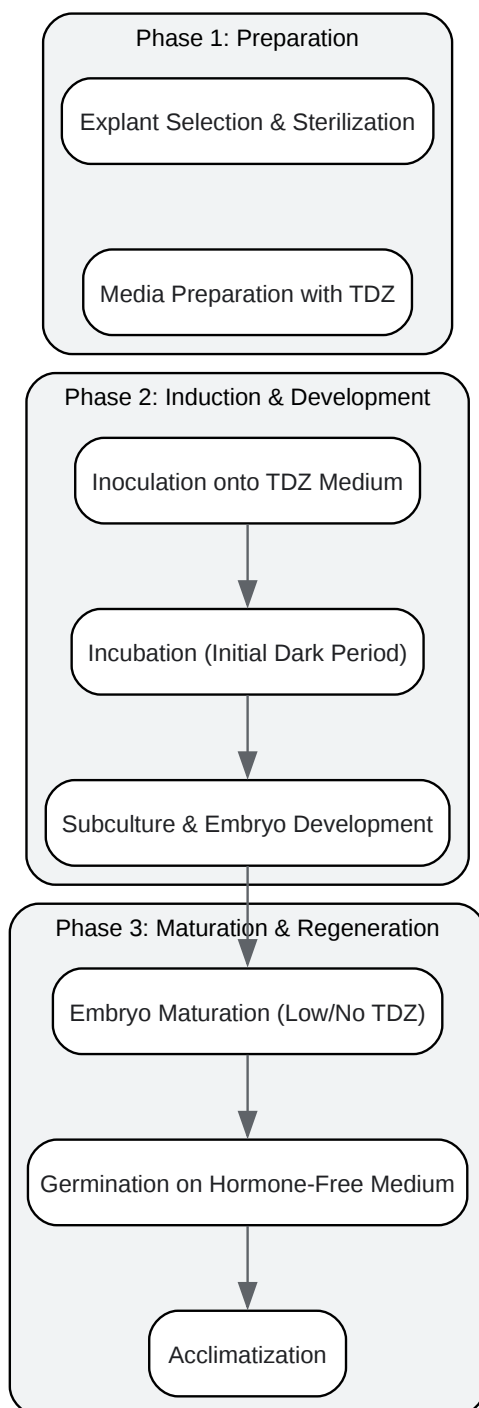 Phase 1: Preparation
Explant Selection & Sterilization
Media Preparation with TDZ
Phase 2: Induction & Development
Inoculation onto TDZ Medium
Incubation (Initial Dark Period)
Subculture & Embryo Development
Phase 3: Maturation & Regeneration
Embryo Maturation (Low/No TDZ)
Germination on Hormone-Free Medium
Acclimatization